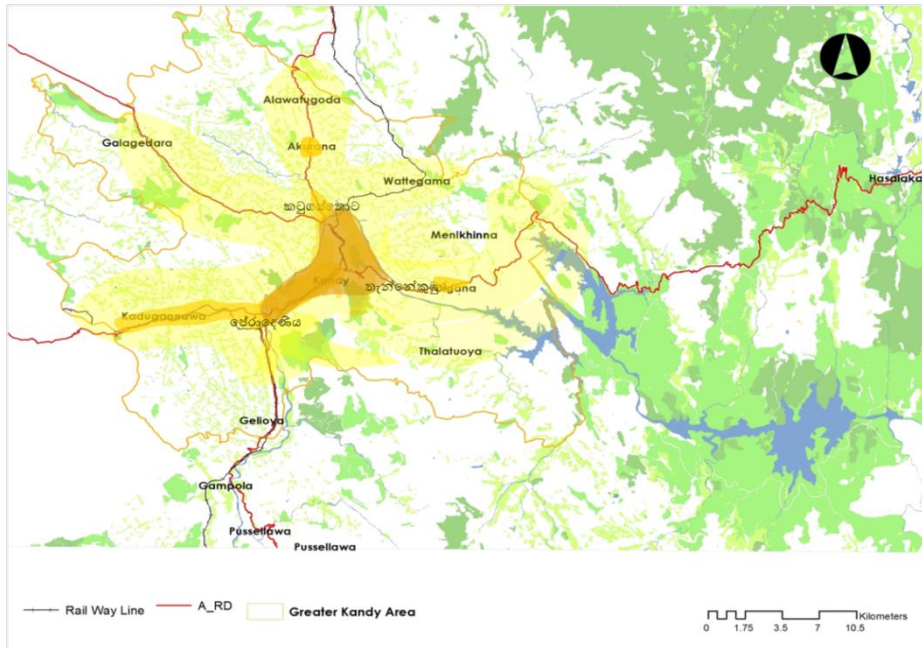 Alawafugoda
Galagedara
Akurana
Wattegama
Hasalaka
කටුගස්තොට
Menikhinna
Kandy
Kadugannawa
පේරාදෙණිය
Thalatuoya
Gelioya
Gampola
Pussellawa
Pussellawa
Rail Way Line
A_RD
Greater Kandy Area
Kilometers
0 1.75 3.5 7 10.5